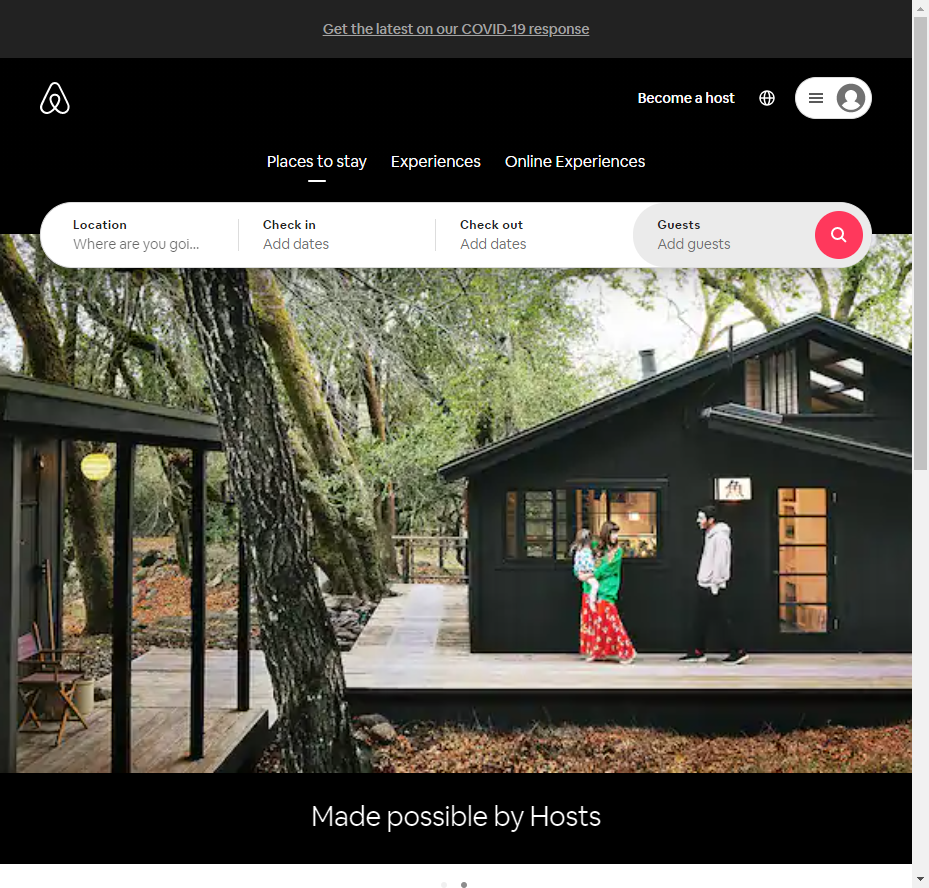 Get the latest on our COVID-19 response
Become a host
Places to stay
Experiences
Online Experiences
Location
Where are you goi...
Check in
Add dates
Check out
Add dates
Guests
Add guests
魚
Made possible by Hosts